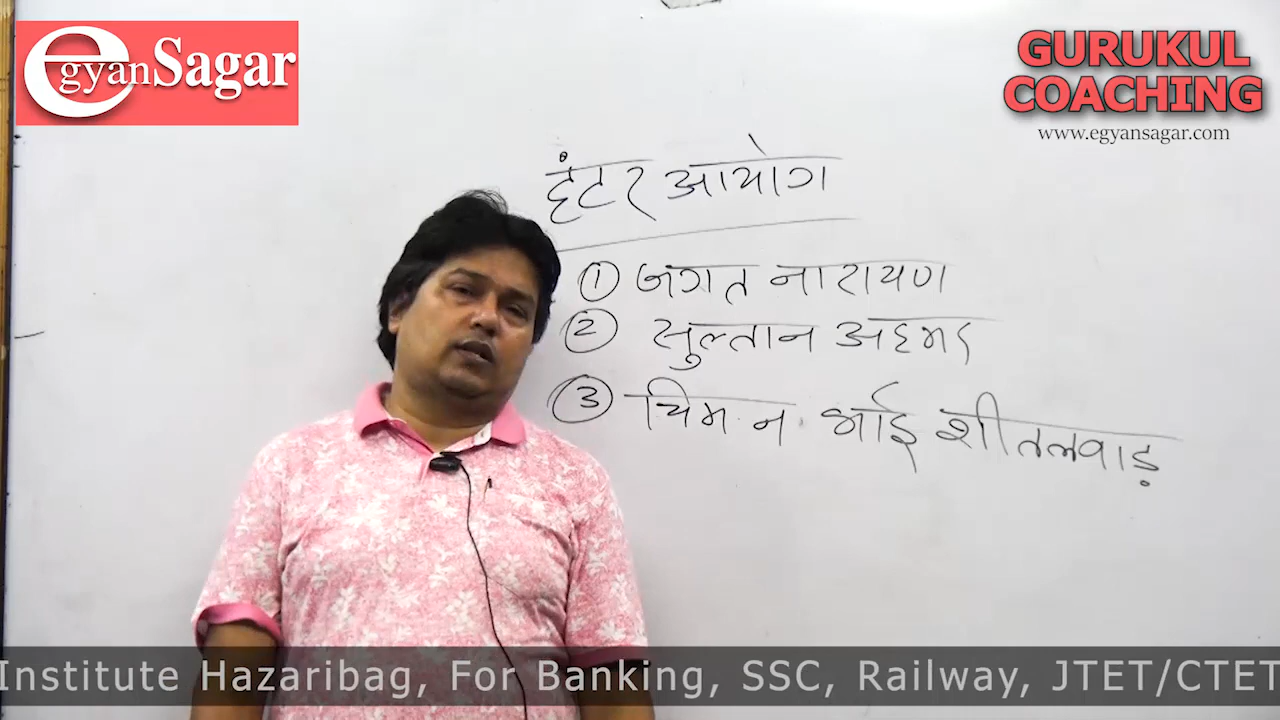 egyanSagar
GURUKUL
COACHING
www.egyansagar.com
हंटर आयोग
① जगत नारायण
② सुल्तान अहमद
③ चिमन भाई शीतलवाड़
Institute Hazaribag, For Banking, SSC, Railway, JTET/CTET